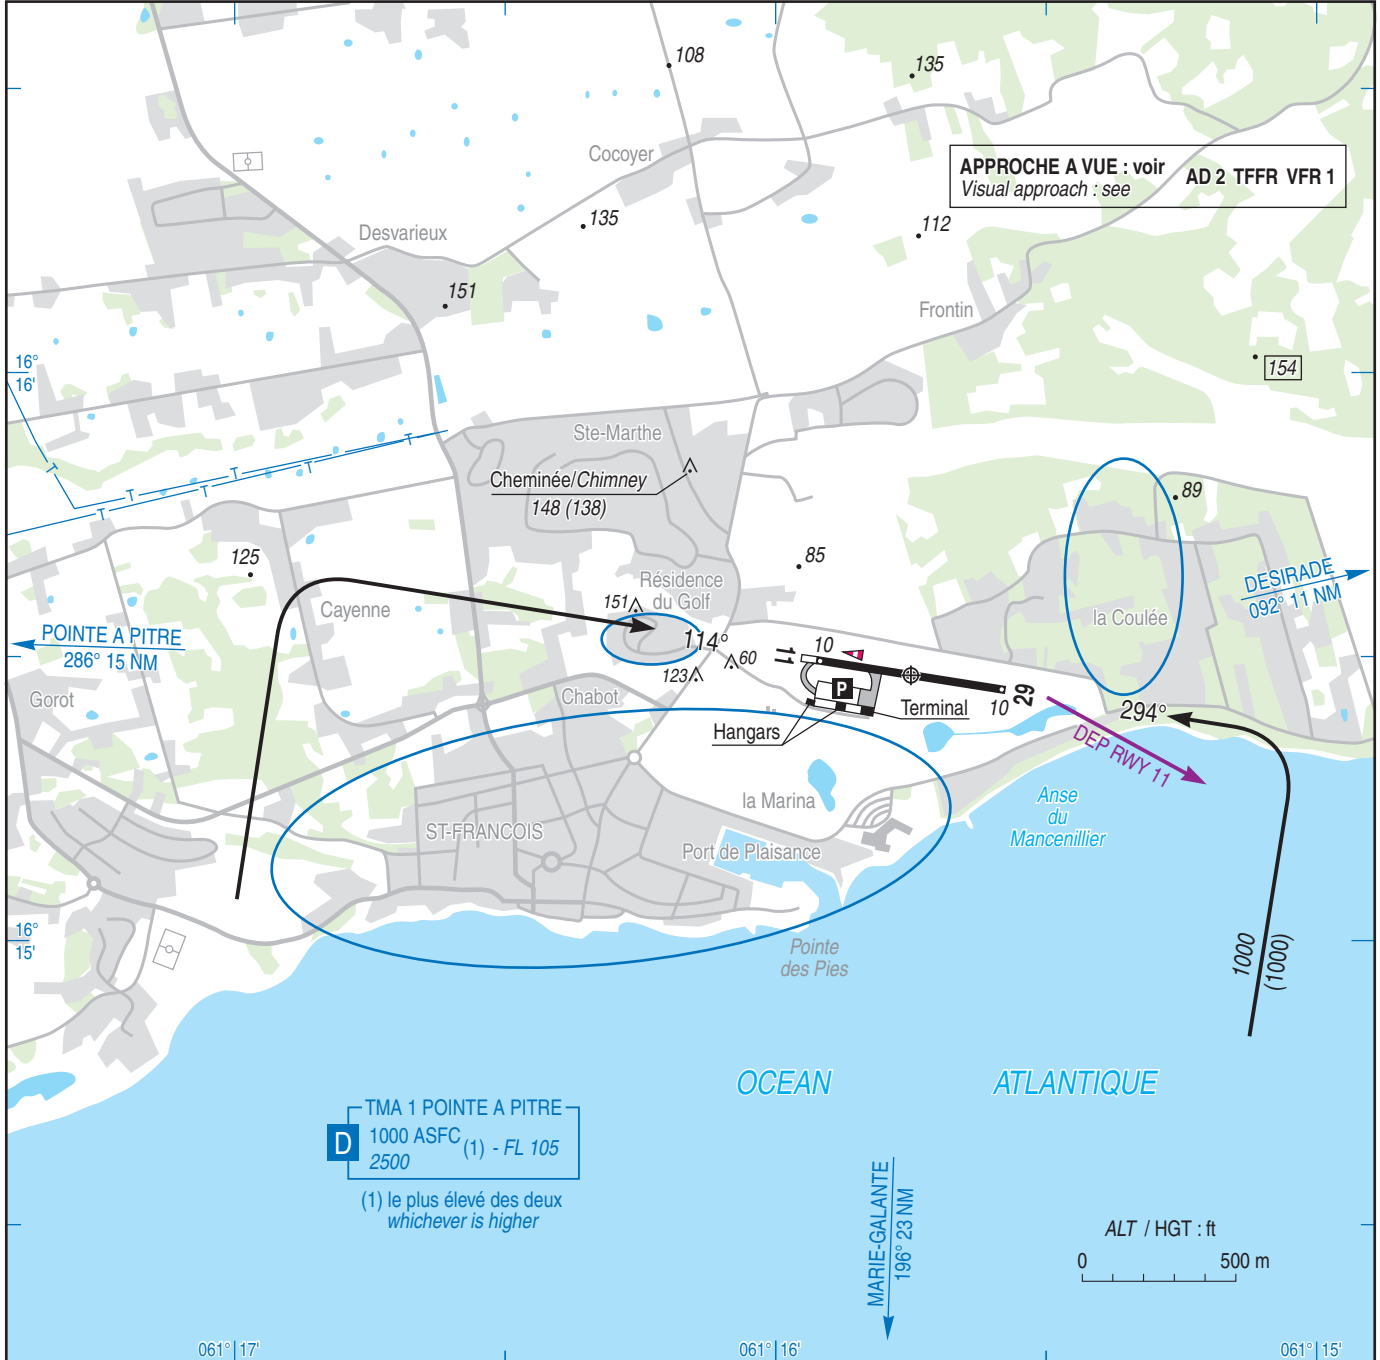 108
135
Cocoyer
APPROCHE A VUE : voir
Visual approach : see
AD 2 TFFR VFR 1
135
112
Desvarieux
151
Frontin
16°
16'
154
Ste-Marthe
T
T
T
T
T
T
Cheminée/Chimney
148 (138)
89
125
85
Résidence
du Golf
DESIRADE
092° 11 NM
Cayenne
151
la Coulée
POINTE A PITRE
286° 15 NM
114°
10
11
60
123
P
Gorot
Chabot
Terminal
10
29
294°
Hangars
DEP RWY 11
la Marina
Anse
du
Mancenillier
ST-FRANCOIS
Port de Plaisance
16°
15'
Pointe
des Pies
1000
(1000)
OCEAN ATLANTIQUE
TMA 1 POINTE A PITRE
D
1000 ASFC
2500
(1) - FL 105
(1) le plus élevé des deux
whichever is higher
MARIE-GALANTE
196° 23 NM
ALT / HGT : ft
0 500 m
061° 17'
061° 16'
061° 15'